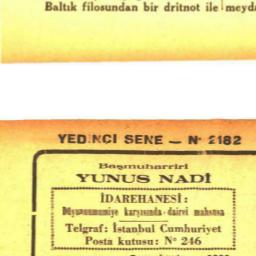 Baltık filosundan bir dritnot ile meyda
YEDİNCİ SENE — Nº 2182
Başmuharriri
YUNUS NADİ
İDAREHANESİ:
Düyunuumumiye karşısında dairei mahsusa
Telgraf: İstanbul Cumhuriyet
Posta kutusu: Nº 246